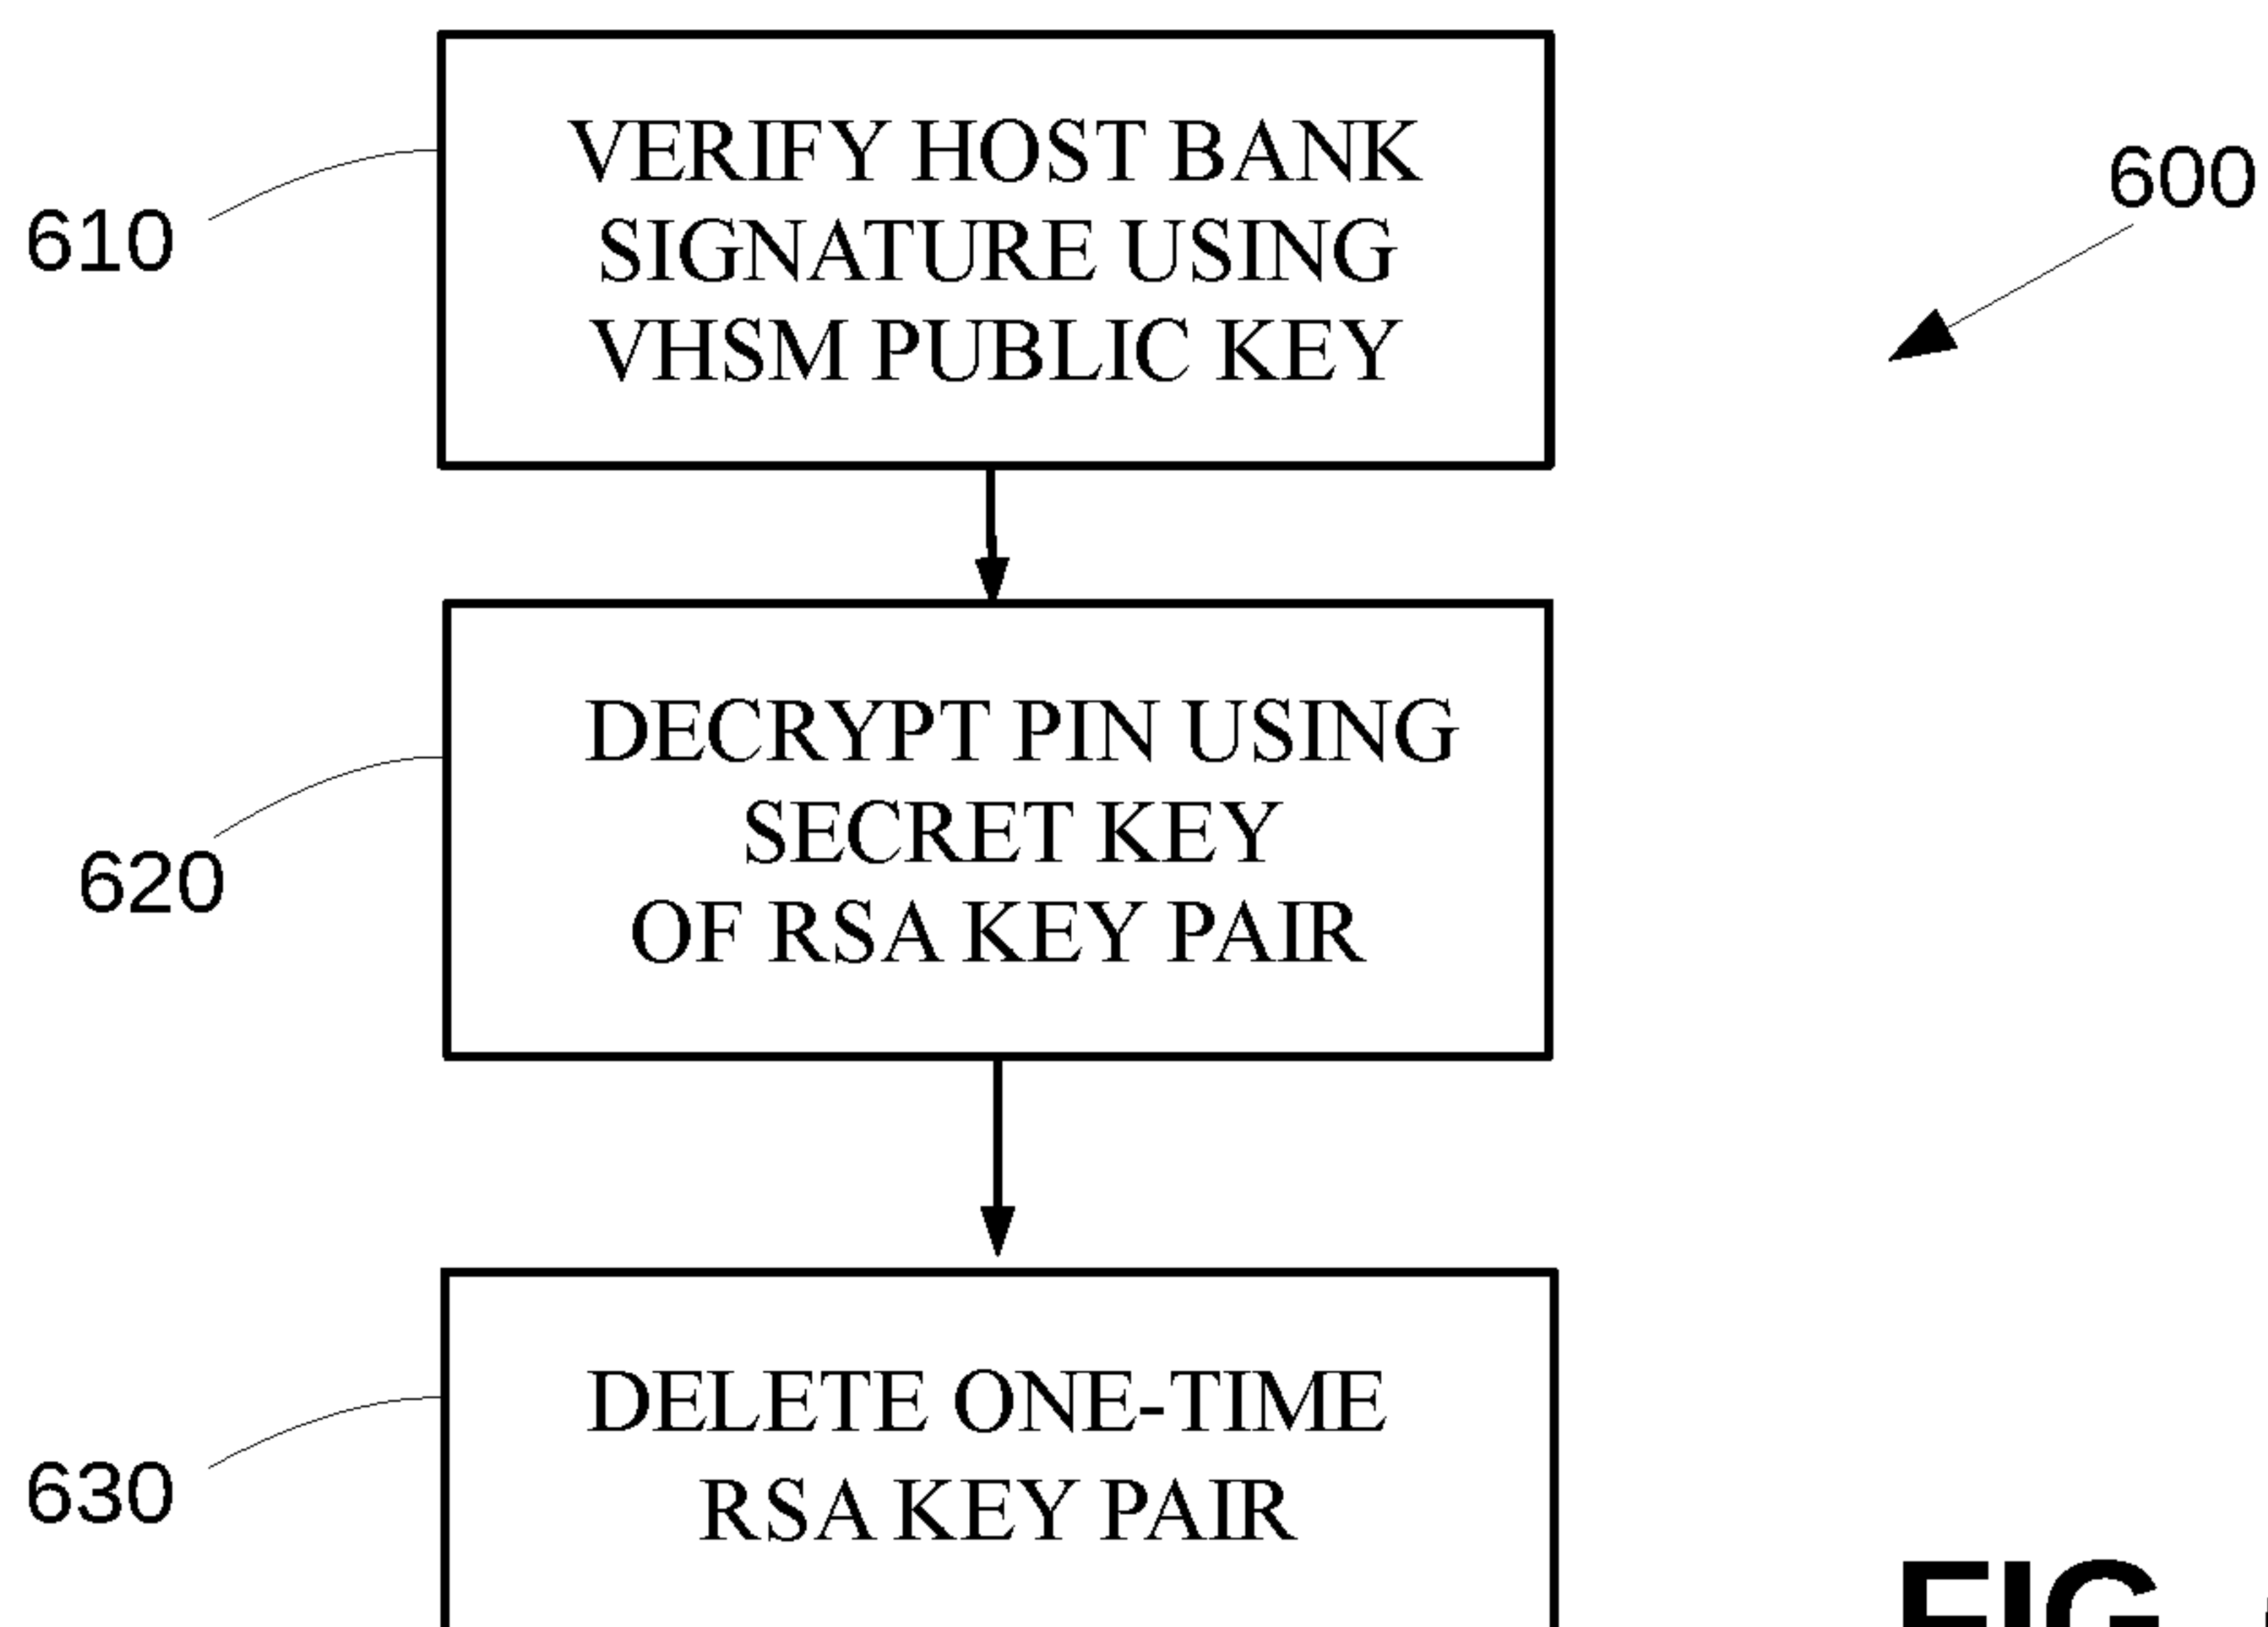 VERIFY HOST BANK
SIGNATURE USING
VHSM PUBLIC KEY
610
600
DECRYPT PIN USING
SECRET KEY
OF RSA KEY PAIR
620
DELETE ONE-TIME
RSA KEY PAIR
630
FIG